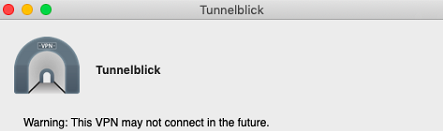 Tunnelblick
VPN
Tunnelblick
Warning: This VPN may not connect in the future.